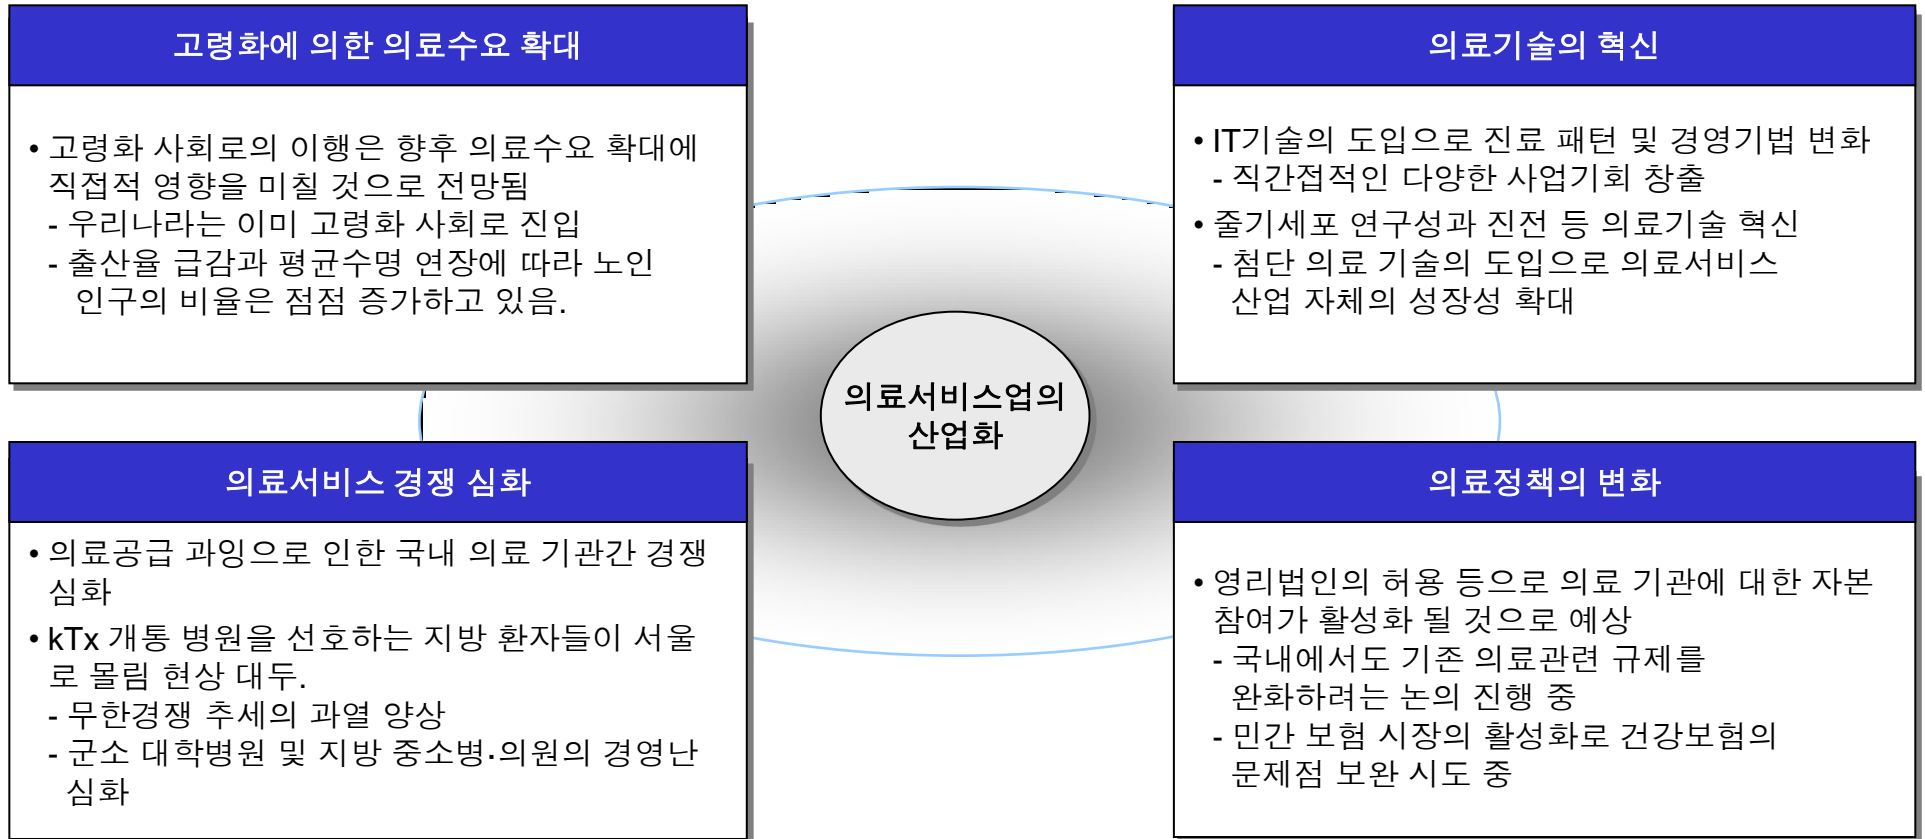 고령화에 의한 의료수요 확대
• 고령화 사회로의 이행은 향후 의료수요 확대에
직접적 영향을 미칠 것으로 전망됨
- 우리나라는 이미 고령화 사회로 진입
- 출산율 급감과 평균수명 연장에 따라 노인
인구의 비율은 점점 증가하고 있음.
의료기술의 혁신
• IT기술의 도입으로 진료 패턴 및 경영기법 변화
- 직간접적인 다양한 사업기회 창출
• 줄기세포 연구성과 진전 등 의료기술 혁신
- 첨단 의료 기술의 도입으로 의료서비스
산업 자체의 성장성 확대
의료서비스업의
산업화
의료서비스 경쟁 심화
• 의료공급 과잉으로 인한 국내 의료 기관간 경쟁
심화
• kTx 개통 병원을 선호하는 지방 환자들이 서울
로 몰림 현상 대두.
- 무한경쟁 추세의 과열 양상
- 군소 대학병원 및 지방 중소병·의원의 경영난
심화
의료정책의 변화
• 영리법인의 허용 등으로 의료 기관에 대한 자본
참여가 활성화 될 것으로 예상
- 국내에서도 기존 의료관련 규제를
완화하려는 논의 진행 중
- 민간 보험 시장의 활성화로 건강보험의
문제점 보완 시도 중